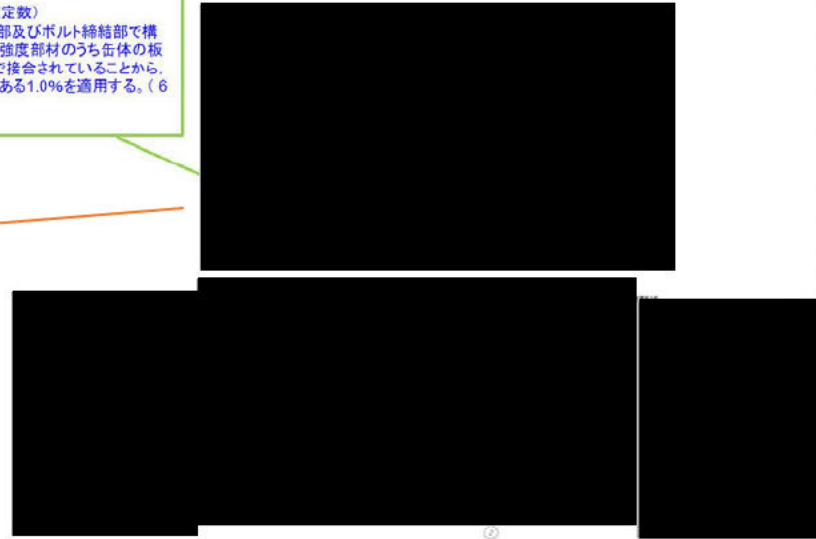 定数)
部及びボルト締結部で構
強度部材のうち缶体の板
で接合されていることから,
ある1.0%を適用する。( 6
②